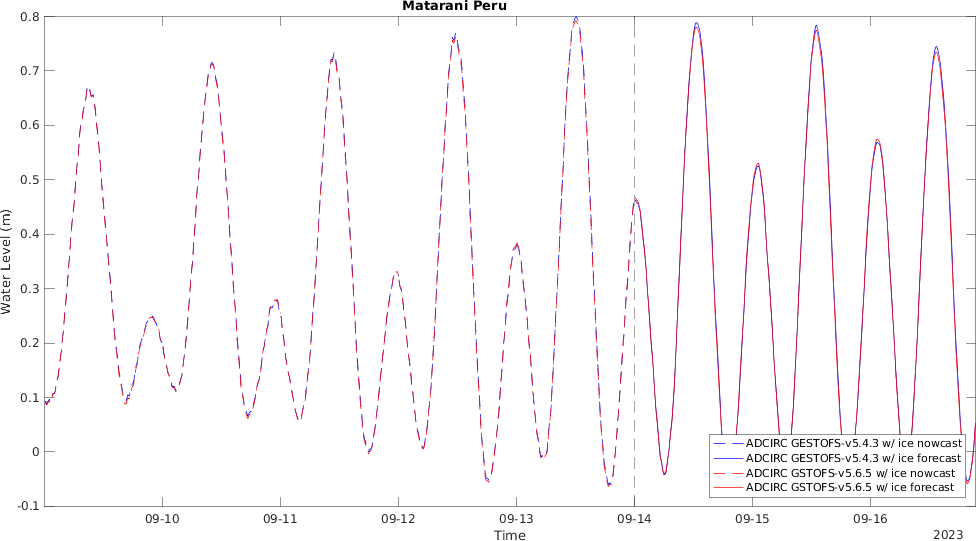 Matarani Peru
0.8
0.7
0.6
0.5
0.4
0.3
0.2
0.1
0
-0.1
Water Level (m)
ADCIRC GESTOFS-v5.4.3 w/ ice nowcast
ADCIRC GESTOFS-v5.4.3 w/ ice forecast
ADCIRC GSTOFS-v5.6.5 w/ ice nowcast
ADCIRC GSTOFS-v5.6.5 w/ ice forecast
09-10 09-11 09-12 09-13 09-14 09-15 09-16
Time
2023